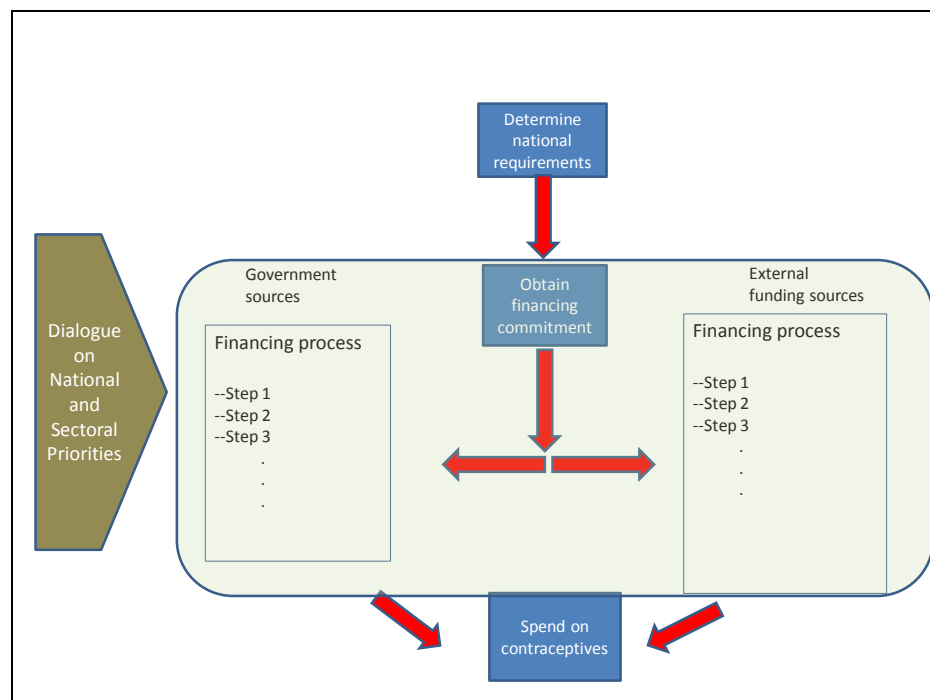 Determine
national
requirements
Dialogue
on
National
and
Sectoral
Priorities
Government
sources
Financing process
--Step 1
--Step 2
--Step 3
.
.
.
Obtain
financing
commitment
External
funding sources
Financing process
--Step 1
--Step 2
--Step 3
.
.
.
Spend on
contraceptives